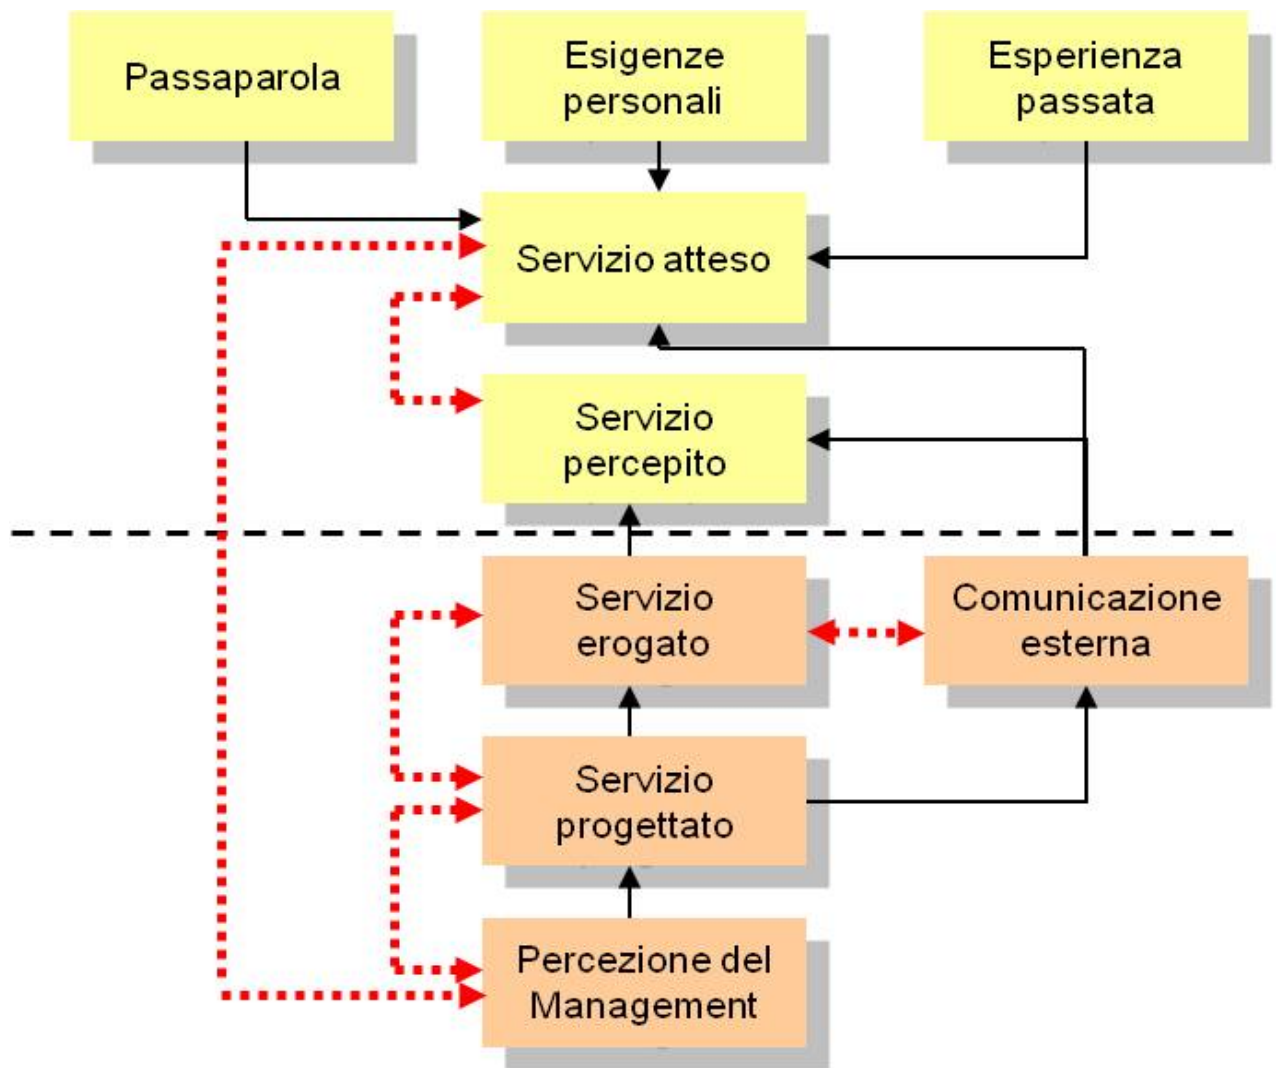 Passaparola
Esigenze
personali
Esperienza
passata
Servizio atteso
Servizio
percepito
Servizio
erogato
Comunicazione
esterna
Servizio
progettato
Percezione del
Management